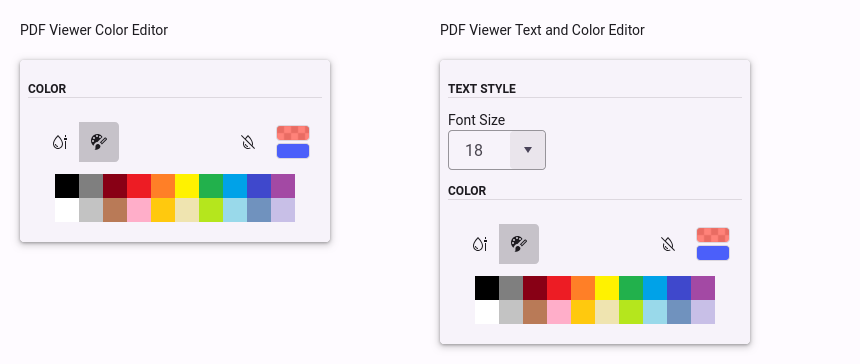 PDF Viewer Color Editor
COLOR
PDF Viewer Text and Color Editor
TEXT STYLE
Font Size
18
COLOR